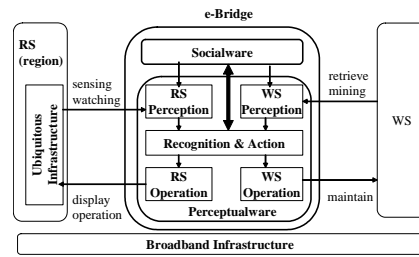 e-Bridge
RS
(region)
Socialware
sensing
watching
retrieve
mining
RS
Perception
WS
Perception
WS
Ubiquitous
Infrastructure
Recognition & Action
RS
Operation
WS
Operation
display
operation
maintain
Perceptualware
Broadband Infrastructure